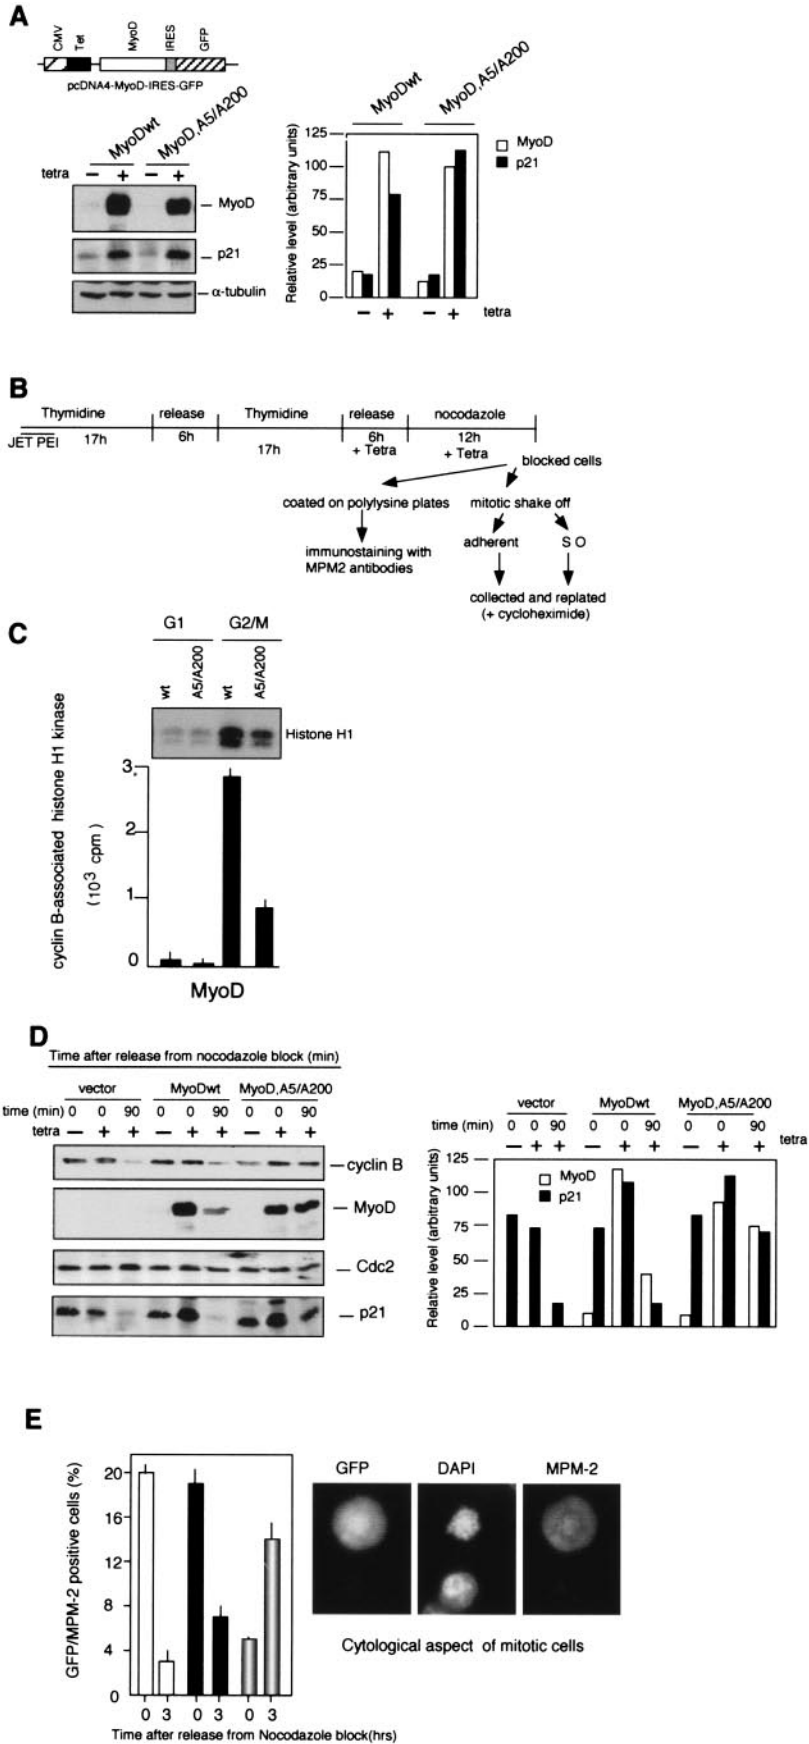 A
CMV
Tet
MyoD
IRES
GFP
pcDNA4-MyoD-IRES-GFP
MyoDwt
MyoD,A5/A200
tetra − + − +
MyoD
p21
α-tubulin
MyoDwt
MyoD,A5/A200
Relative level (arbitrary units)
125
100
75
50
25
0
MyoD
p21
− + − + tetra
B
Thymidine release Thymidine release nocodazole
JET PEI 17h 6h 17h 6h 12h
+ Tetra + Tetra
blocked cells
coated on polylysine plates mitotic shake off
immunostaining with
MPM2 antibodies
adherent S O
collected and replated
(+ cycloheximide)
C
G1 G2/M
wt A5/A200 wt A5/A200
Histone H1
cyclin B-associated histone H1 kinase
(10³ cpm )
3
2
1
0
MyoD
D
Time after release from nocodazole block (min)
vector MyoDwt MyoD,A5/A200
time (min) 0 0 90 0 0 90 0 0 90
tetra − + + − + + − + +
cyclin B
MyoD
Cdc2
p21
vector MyoDwt MyoD,A5/A200
time (min) 0 0 90 0 0 90 0 0 90
− + + − + + − + + tetra
Relative level (arbitrary units)
125
100
75
50
25
0
MyoD
p21
E
GFP/MPM-2 positive cells (%)
20
16
12
8
4
0
0 3 0 3 0 3
Time after release from Nocodazole block(hrs)
GFP DAPI MPM-2
Cytological aspect of mitotic cells